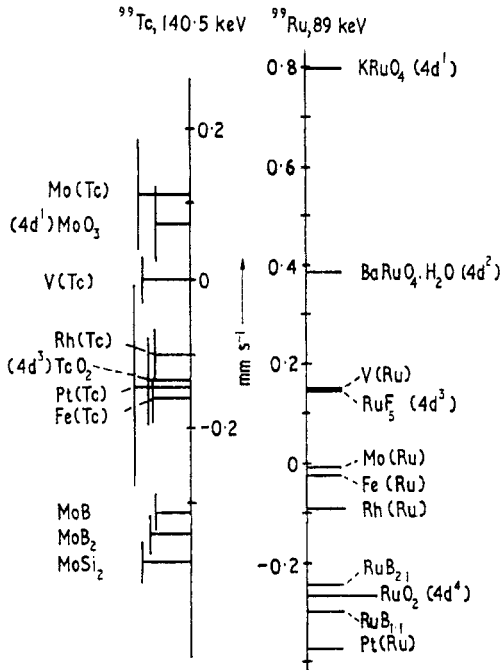 ⁹⁹Tc, 140·5 keV
0·2
Mo(Tc)
(4d¹)MoO₃
V(Tc)
0
Rh(Tc)
(4d³)TcO₂
Pt(Tc)
Fe(Tc)
-0·2
MoB
MoB₂
MoSi₂
mm s⁻¹
⁹⁹Ru, 89 keV
0·8
KRuO₄ (4d¹)
0·6
0·4
BaRuO₄.H₂O (4d²)
0·2
V(Ru)
RuF₅ (4d³)
0
Mo(Ru)
Fe(Ru)
Rh(Ru)
-0·2
RuB₂·₁
RuO₂ (4d⁴)
RuB₁·₁
Pt(Ru)